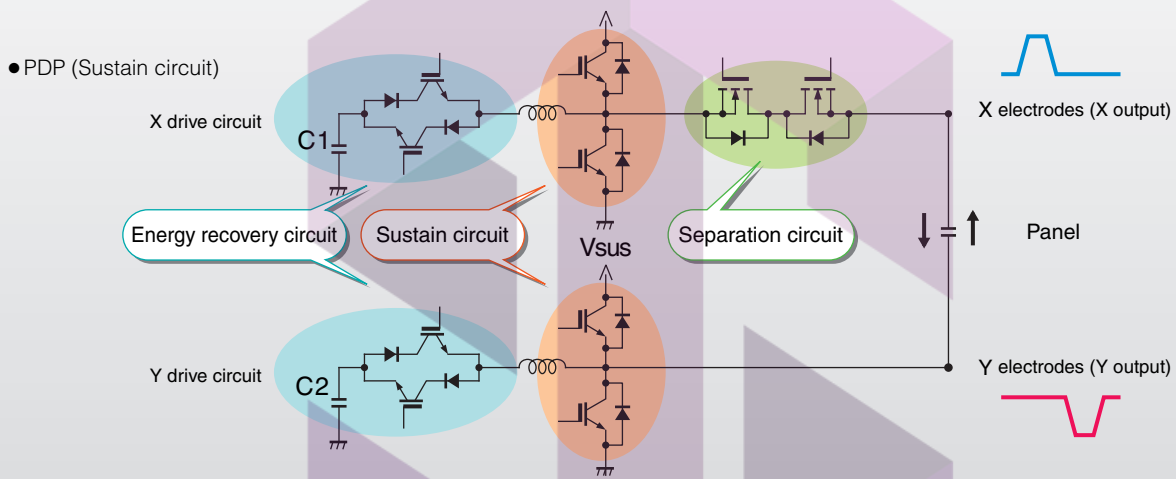 ● PDP (Sustain circuit)
X drive circuit
C1
X electrodes (X output)
Energy recovery circuit
Sustain circuit
Vsus
Separation circuit
Panel
Y drive circuit
C2
Y electrodes (Y output)